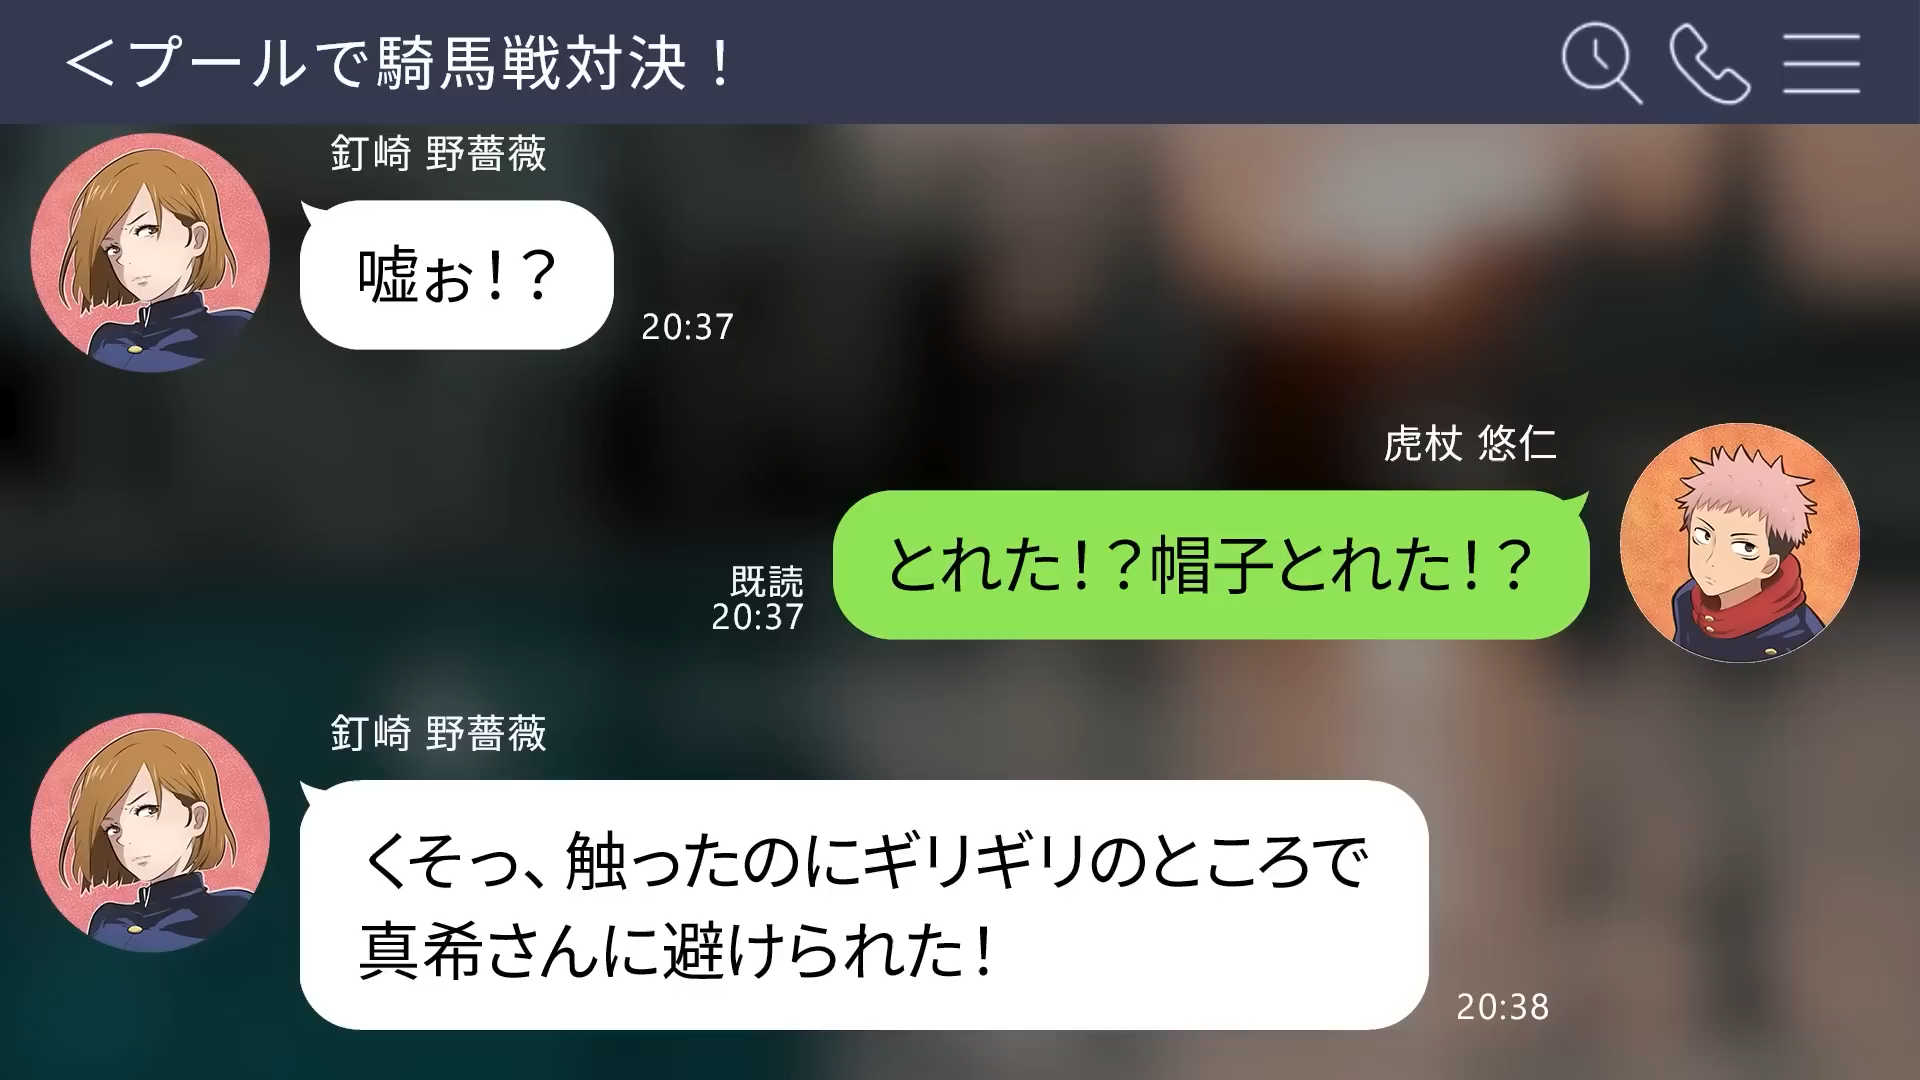 ＜プールで騎馬戦対決！
釘崎 野薔薇
嘘ぉ！？
20:37
虎杖 悠仁
とれた！？帽子とれた！？
既読
20:37
釘崎 野薔薇
くそっ、触ったのにギリギリのところで
真希さんに避けられた！
20:38